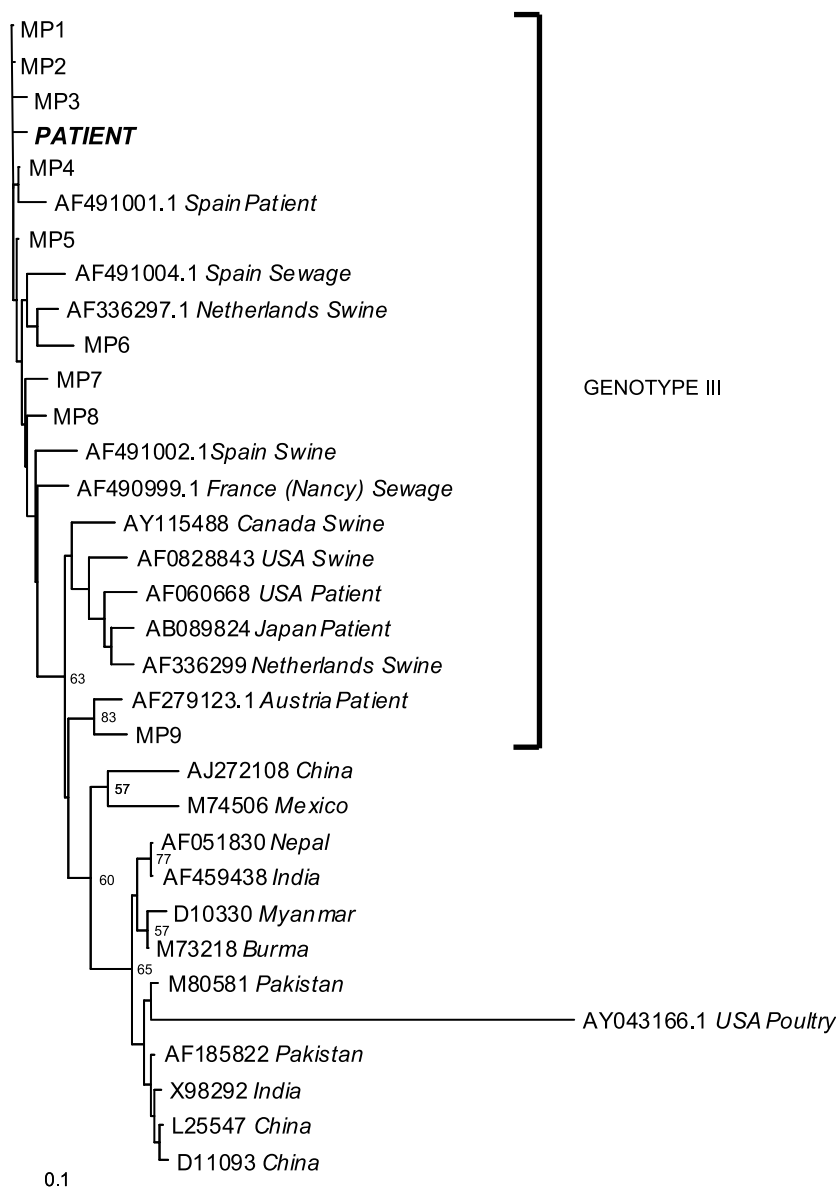 MP1
MP2
MP3
PATIENT
MP4
AF491001.1 Spain Patient
MP5
AF491004.1 Spain Sewage
AF336297.1 Netherlands Swine
MP6
MP7
GENOTYPE III
MP8
AF491002.1 Spain Swine
AF490999.1 France (Nancy) Sewage
AY115488 Canada Swine
AF0828843 USA Swine
AF060668 USA Patient
AB089824 Japan Patient
AF336299 Netherlands Swine
63
AF279123.1 Austria Patient
83
MP9
AJ272108 China
57
M74506 Mexico
AF051830 Nepal
77
AF459438 India
60
D10330 Myanmar
57
M73218 Burma
65
M80581 Pakistan
AY043166.1 USA Poultry
AF185822 Pakistan
X98292 India
L25547 China
D11093 China
0.1